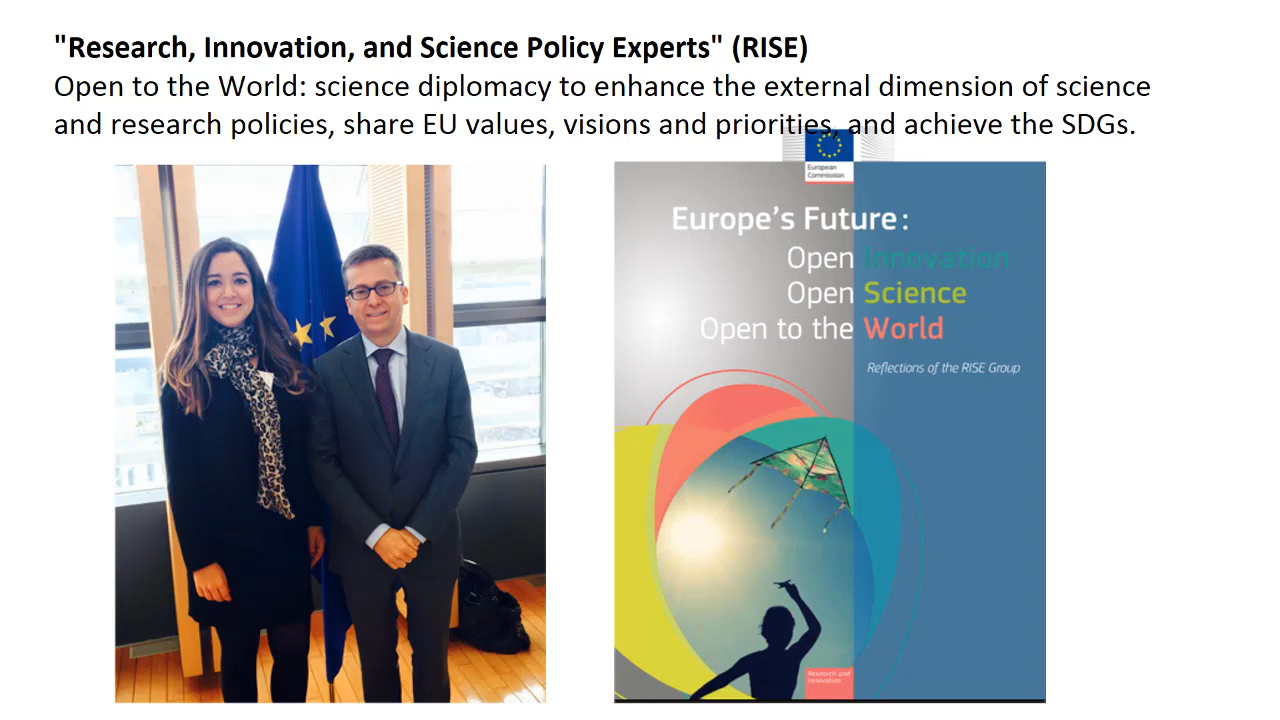 "Research, Innovation, and Science Policy Experts" (RISE)
Open to the World: science diplomacy to enhance the external dimension of science
and research policies, share EU values, visions and priorities, and achieve the SDGs.
European
Commission
Europe's Future:
Open Innovation
Open Science
Open to the World
Reflections of the RISE Group
Research and
Innovation